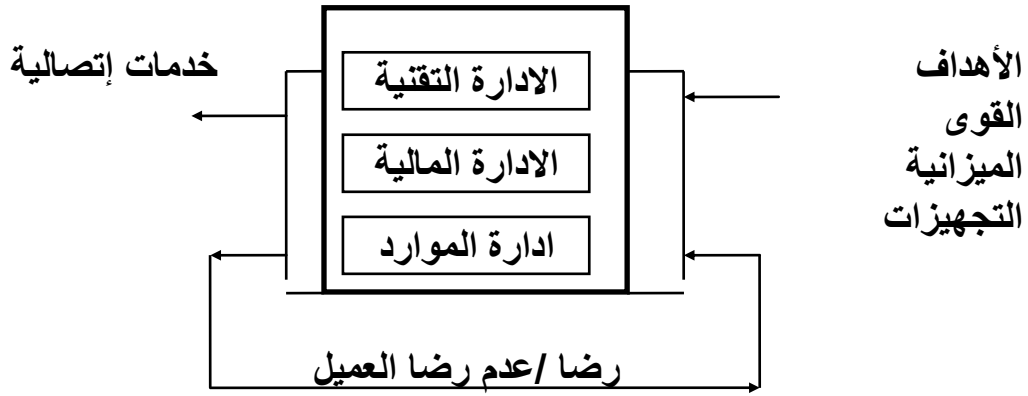 الأهداف
القوى
الميزانية
التجهيزات
الادارة التقنية
الادارة المالية
ادارة الموارد
خدمات إتصالية
رضا /عدم رضا العميل